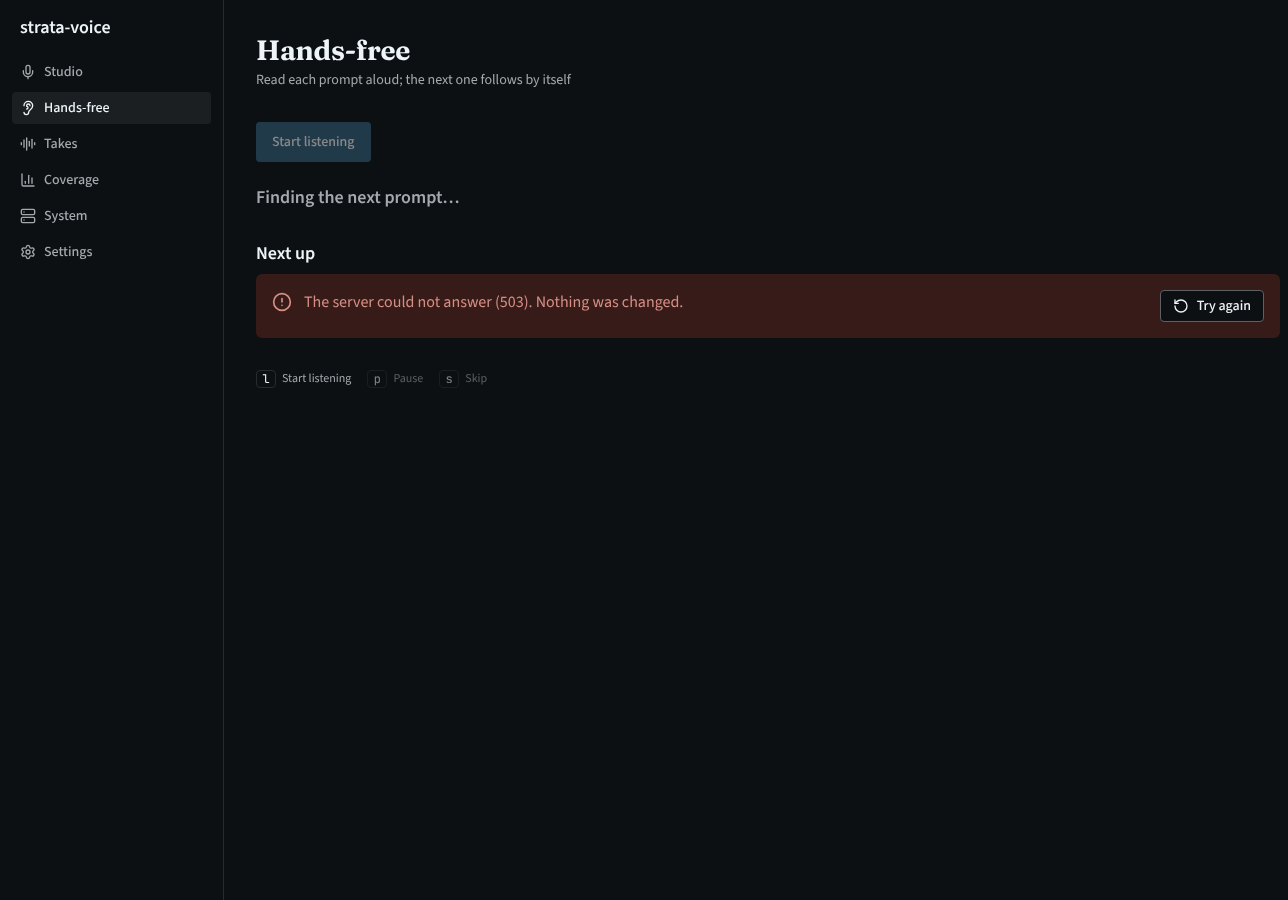 strata-voice
Studio
Hands-free
Takes
Coverage
System
Settings
Hands-free
Read each prompt aloud; the next one follows by itself
Start listening
Finding the next prompt…
Next up
The server could not answer (503). Nothing was changed.
Try again
l Start listening p Pause s Skip